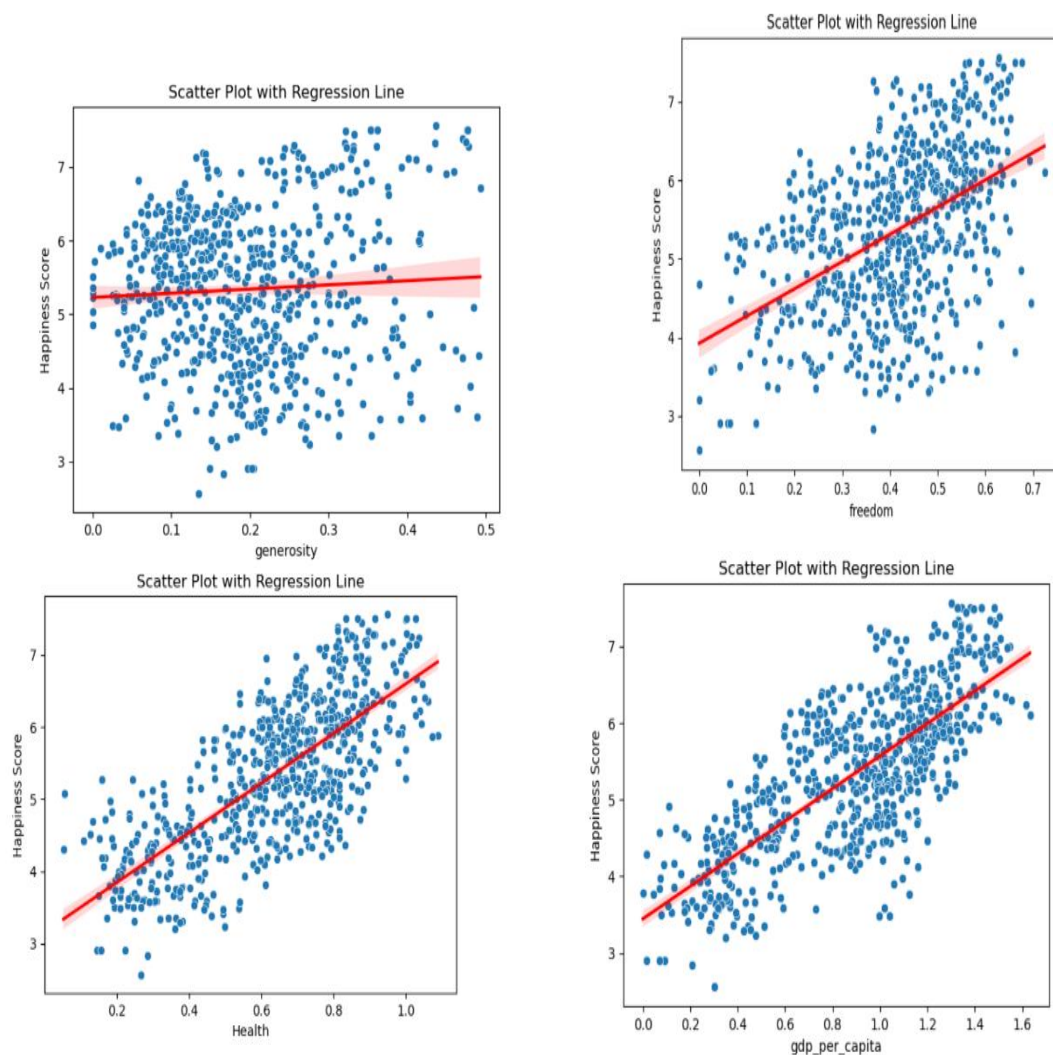 Scatter Plot with Regression Line
Happiness Score
7
6
5
4
3
0.0 0.1 0.2 0.3 0.4 0.5
generosity
Scatter Plot with Regression Line
Happiness Score
7
6
5
4
3
0.0 0.1 0.2 0.3 0.4 0.5 0.6 0.7
freedom
Scatter Plot with Regression Line
Happiness Score
7
6
5
4
3
0.2 0.4 0.6 0.8 1.0
Health
Scatter Plot with Regression Line
Happiness Score
7
6
5
4
3
0.0 0.2 0.4 0.6 0.8 1.0 1.2 1.4 1.6
gdp_per_capita